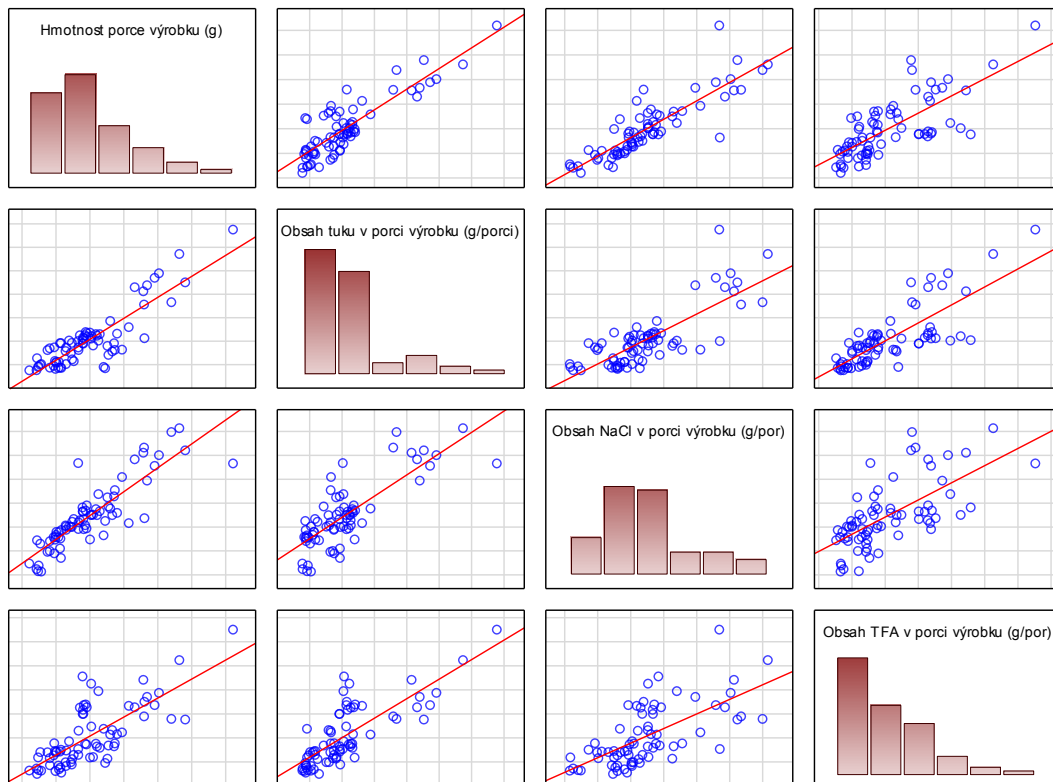 Hmotnost porce výrobku (g)
Obsah tuku v porci výrobku (g/porci)
Obsah NaCl v porci výrobku (g/por)
Obsah TFA v porci výrobku (g/por)